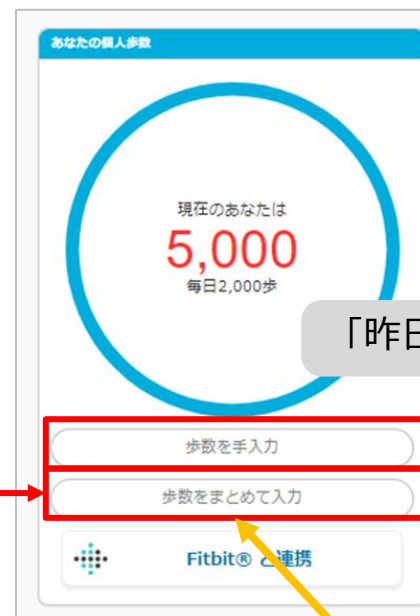 あなたの個人歩数
現在のあなたは
5,000
毎日2,000歩
「昨日
歩数を手入力
歩数をまとめて入力
Fitbit® と連携